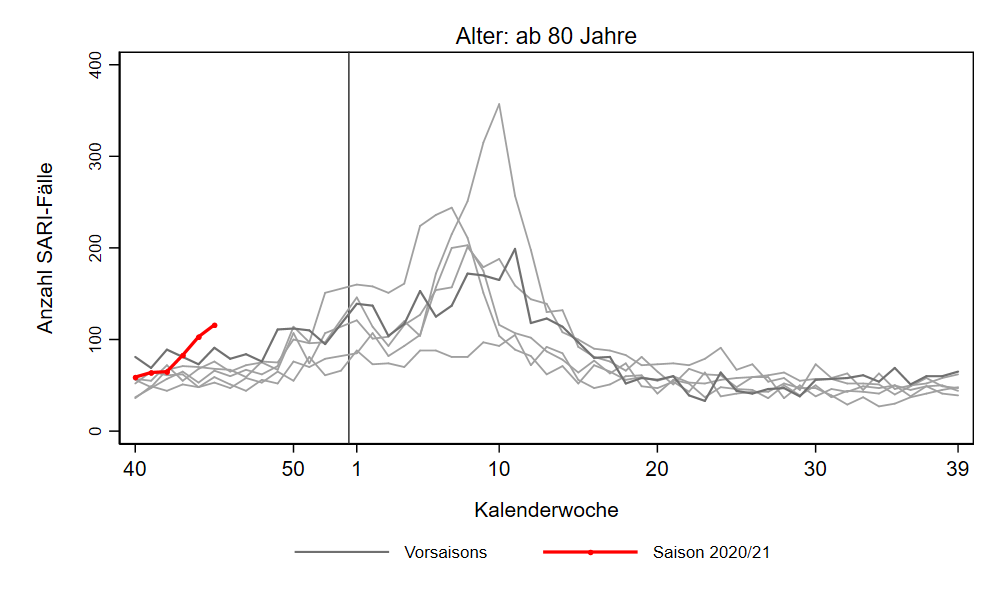 Alter: ab 80 Jahre
400
300
200
100
0
Anzahl SARI-Fälle
40 50 1 10 20 30 39
Kalenderwoche
Vorsaisons Saison 2020/21